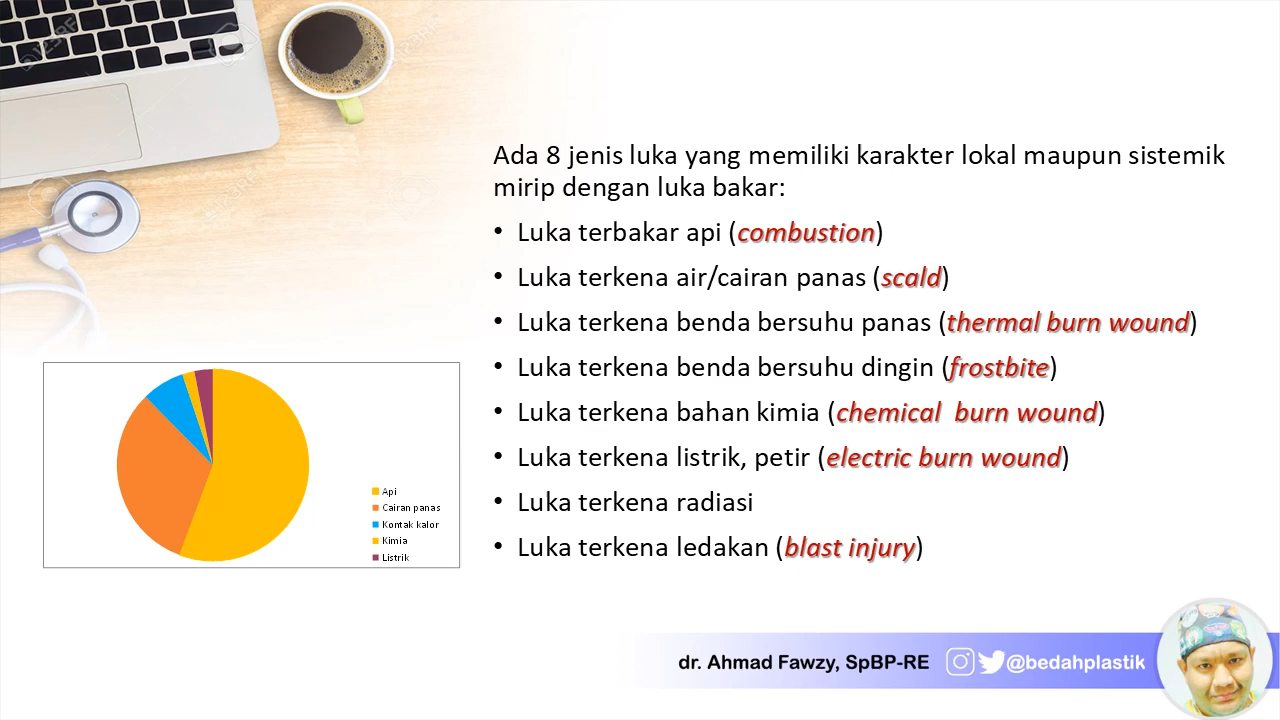 Ada 8 jenis luka yang memiliki karakter lokal maupun sistemik
mirip dengan luka bakar:
• Luka terbakar api (combustion)
• Luka terkena air/cairan panas (scald)
• Luka terkena benda bersuhu panas (thermal burn wound)
• Luka terkena benda bersuhu dingin (frostbite)
• Luka terkena bahan kimia (chemical  burn wound)
• Luka terkena listrik, petir (electric burn wound)
• Luka terkena radiasi
• Luka terkena ledakan (blast injury)
Api
Cairan panas
Kontak kalor
Kimia
Listrik
dr. Ahmad Fawzy, SpBP-RE @bedahplastik